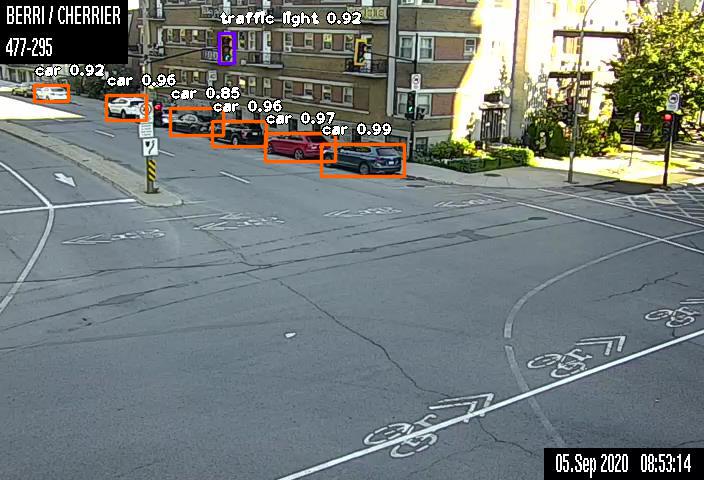 BERRI / CHERRIER
477-295
traffic light 0.92
car 0.92
car 0.96
car 0.85
car 0.96
car 0.97
car 0.99
05.Sep 2020 08:53:14